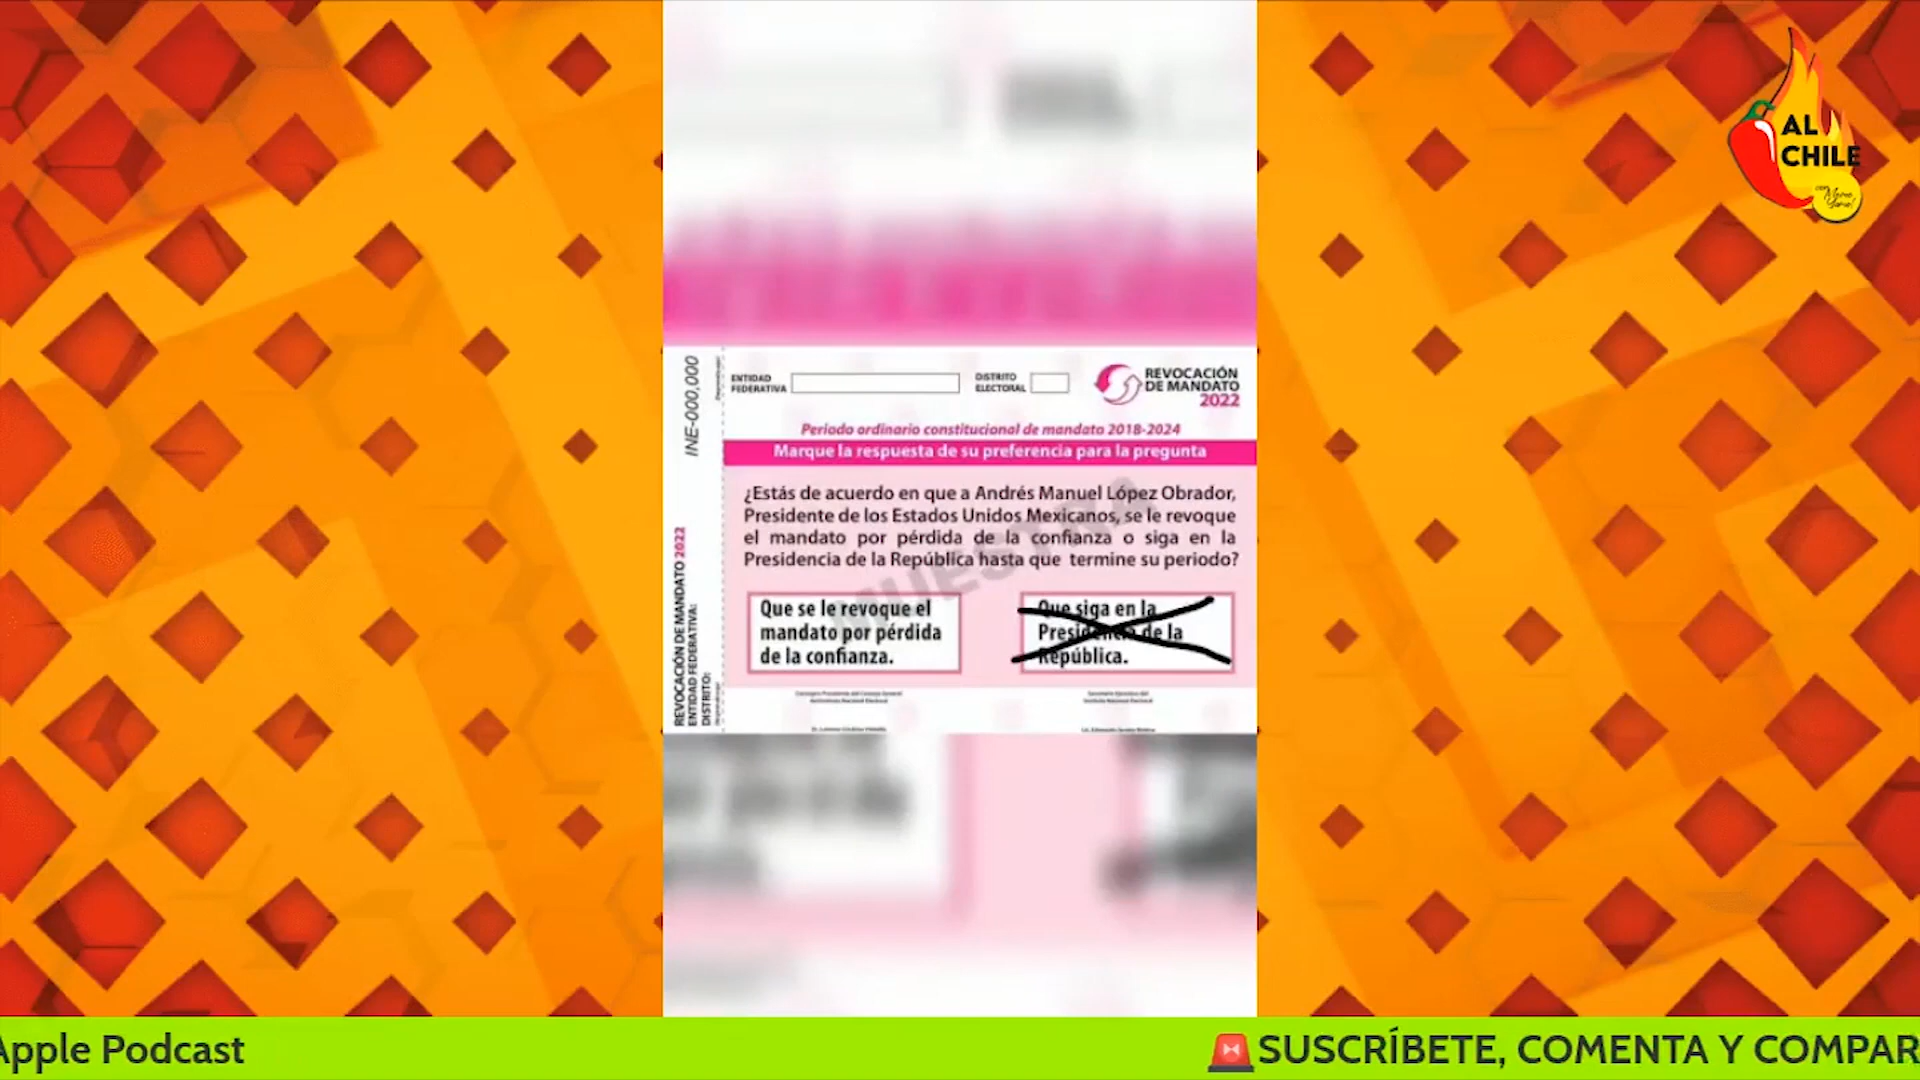 AL
CHILE
con
INE-000,000
REVOCACIÓN DE MANDATO 2022
ENTIDAD FEDERATIVA:
DISTRITO:
ENTIDAD
FEDERATIVA
DISTRITO
ELECTORAL
REVOCACIÓN
DE MANDATO
2022
Periodo ordinario constitucional de mandato 2018-2024
Marque la respuesta de su preferencia para la pregunta
¿Estás de acuerdo en que a Andrés Manuel López Obrador,
Presidente de los Estados Unidos Mexicanos, se le revoque
el mandato por pérdida de la confianza o siga en la
Presidencia de la República hasta que termine su periodo?
MUESTRA
Que se le revoque el
mandato por pérdida
de la confianza.
Que siga en la
Presidencia de la
República.
Apple Podcast
SUSCRÍBETE, COMENTA Y COMPAR